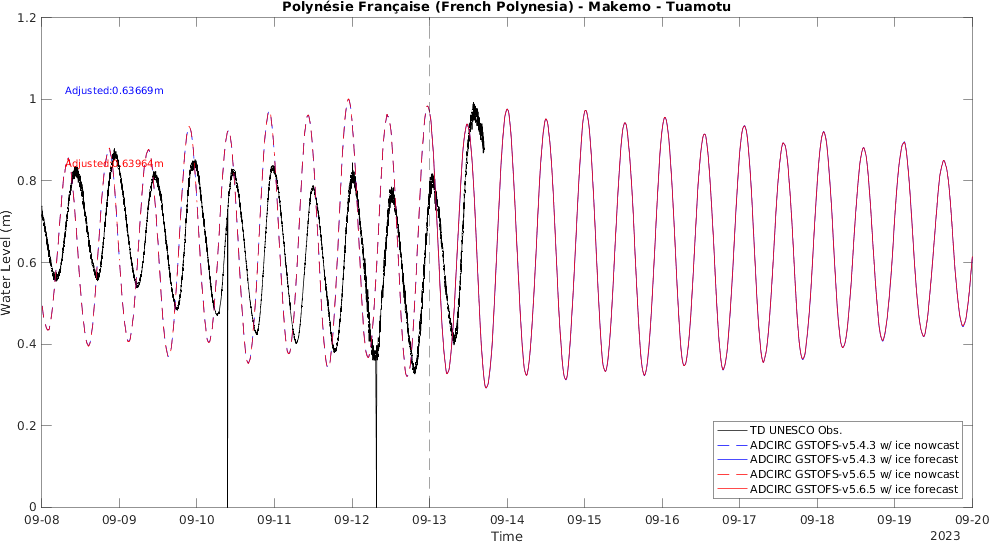 Polynésie Française (French Polynesia) - Makemo - Tuamotu
1.2
1
0.8
0.6
0.4
0.2
0
Water Level (m)
Adjusted:0.63669m
Adjusted:0.63964m
TD UNESCO Obs.
ADCIRC GSTOFS-v5.4.3 w/ ice nowcast
ADCIRC GSTOFS-v5.4.3 w/ ice forecast
ADCIRC GSTOFS-v5.6.5 w/ ice nowcast
ADCIRC GSTOFS-v5.6.5 w/ ice forecast
09-08 09-09 09-10 09-11 09-12 09-13 09-14 09-15 09-16 09-17 09-18 09-19 09-20
Time
2023